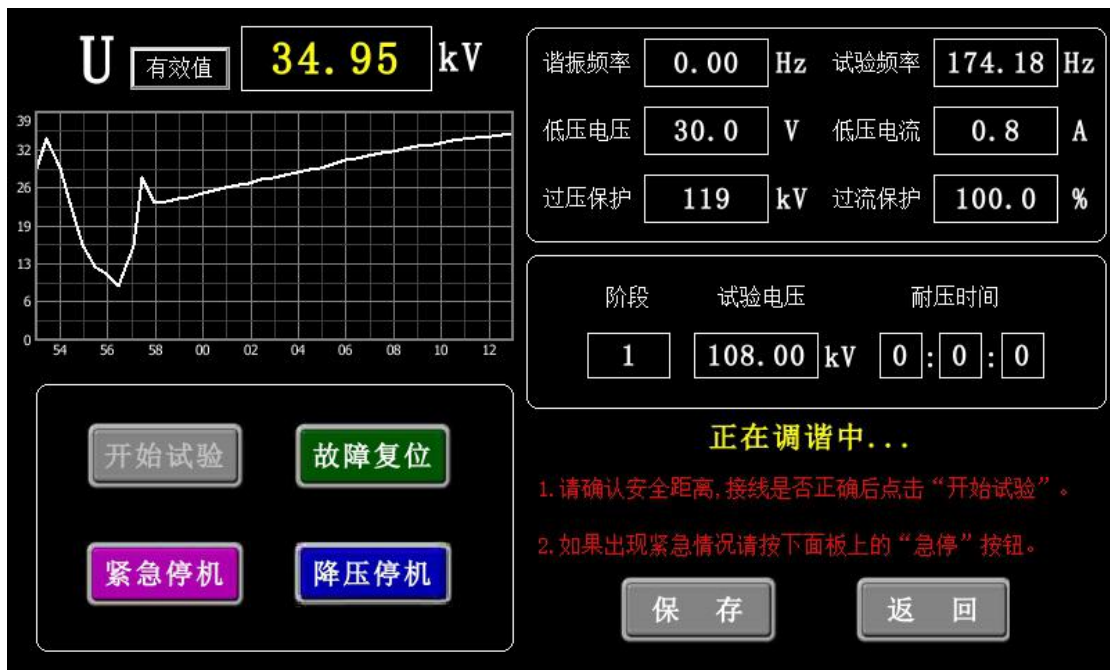 U 有效值 34.95 kV
39
32
26
19
13
6
0
54 56 58 00 02 04 06 08 10 12
谐振频率 0.00 Hz 试验频率 174.18 Hz
低压电压 30.0 V 低压电流 0.8 A
过压保护 119 kV 过流保护 100.0 %
阶段 试验电压 耐压时间
1 108.00 kV 0 : 0 : 0
开始试验 故障复位
紧急停机 降压停机
正在调谐中...
1.请确认安全距离,接线是否正确后点击“开始试验”。
2.如果出现紧急情况请按下面板上的“急停”按钮。
保 存 返 回